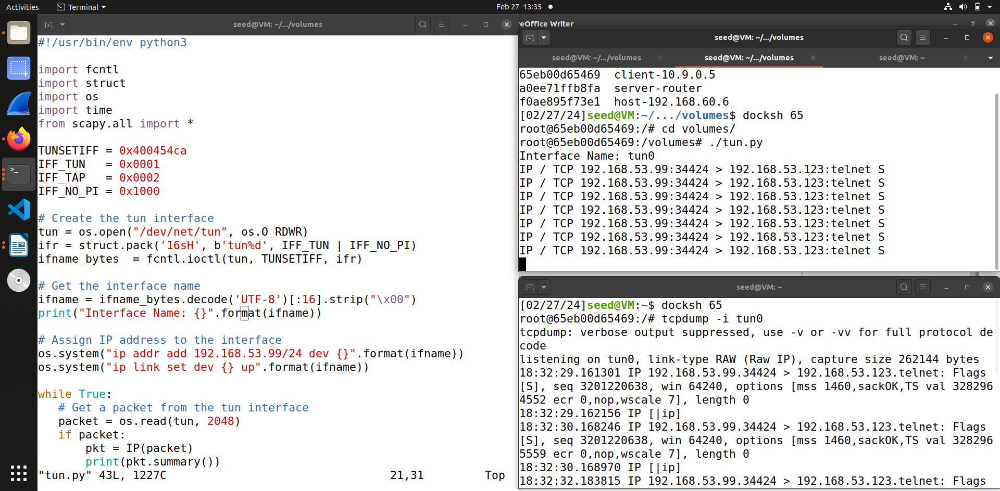 Activities
Terminal
Feb 27 13:35
seed@VM: ~/.../volumes
#!/usr/bin/env python3
import fcntl
import struct
import os
import time
from scapy.all import *
TUNSETIFF = 0x400454ca
IFF_TUN   = 0x0001
IFF_TAP   = 0x0002
IFF_NO_PI = 0x1000
# Create the tun interface
tun = os.open("/dev/net/tun", os.O_RDWR)
ifr = struct.pack('16sH', b'tun%d', IFF_TUN | IFF_NO_PI)
ifname_bytes  = fcntl.ioctl(tun, TUNSETIFF, ifr)
# Get the interface name
ifname = ifname_bytes.decode('UTF-8')[:16].strip("\x00")
print("Interface Name: {}".format(ifname))
# Assign IP address to the interface
os.system("ip addr add 192.168.53.99/24 dev {}".format(ifname))
os.system("ip link set dev {} up".format(ifname))
while True:
   # Get a packet from the tun interface
   packet = os.read(tun, 2048)
   if packet:
       pkt = IP(packet)
       print(pkt.summary())
"tun.py" 43L, 1227C 21,31 Top
reOffice Writer
seed@VM: ~/.../volumes
seed@VM: ~/.../volumes
seed@VM: ~/.../volumes
seed@VM: ~
65eb00d65469  client-10.9.0.5
a0ee71ffb8fa  server-router
f0ae895f73e1  host-192.168.60.6
[02/27/24]seed@VM:~/.../volumes$ docksh 65
root@65eb00d65469:/# cd volumes/
root@65eb00d65469:/volumes# ./tun.py
Interface Name: tun0
IP / TCP 192.168.53.99:34424 > 192.168.53.123:telnet S
IP / TCP 192.168.53.99:34424 > 192.168.53.123:telnet S
IP / TCP 192.168.53.99:34424 > 192.168.53.123:telnet S
IP / TCP 192.168.53.99:34424 > 192.168.53.123:telnet S
IP / TCP 192.168.53.99:34424 > 192.168.53.123:telnet S
IP / TCP 192.168.53.99:34424 > 192.168.53.123:telnet S
IP / TCP 192.168.53.99:34424 > 192.168.53.123:telnet S
seed@VM: ~
[02/27/24]seed@VM:~$ docksh 65
root@65eb00d65469:/# tcpdump -i tun0
tcpdump: verbose output suppressed, use -v or -vv for full protocol de
code
listening on tun0, link-type RAW (Raw IP), capture size 262144 bytes
18:32:29.161301 IP 192.168.53.99.34424 > 192.168.53.123.telnet: Flags
[S], seq 3201220638, win 64240, options [mss 1460,sackOK,TS val 328296
4552 ecr 0,nop,wscale 7], length 0
18:32:29.162156 IP [|ip]
18:32:30.168246 IP 192.168.53.99.34424 > 192.168.53.123.telnet: Flags
[S], seq 3201220638, win 64240, options [mss 1460,sackOK,TS val 328296
5559 ecr 0,nop,wscale 7], length 0
18:32:30.168970 IP [|ip]
18:32:32.183815 IP 192.168.53.99.34424 > 192.168.53.123.telnet: Flags